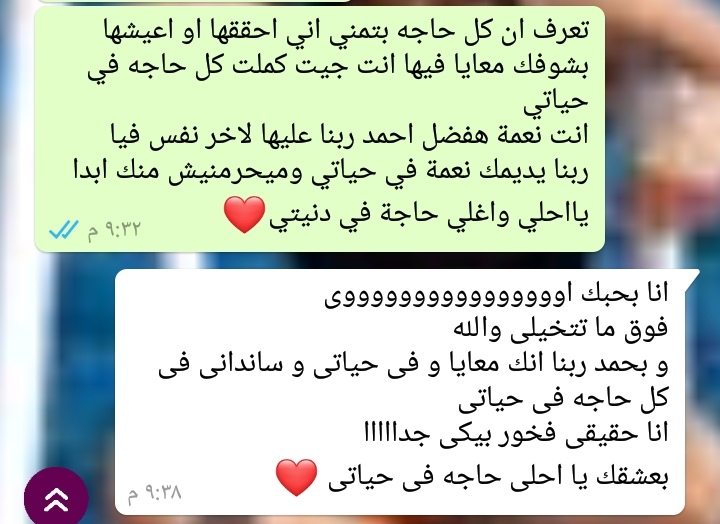 تعرف ان كل حاجه بتمني اني احققها او اعيشها
بشوفك معايا فيها انت جيت كملت كل حاجه في
حياتي
انت نعمة هفضل احمد ربنا عليها لاخر نفس فيا
ربنا يديمك نعمة في حياتي وميحرمنيش منك ابدا
يااحلي واغلي حاجة في دنيتي❤️
٩:٣٢ م
انا بحبك اوووووووووووووووووى
فوق ما تتخيلى والله
و بحمد ربنا انك معايا و فى حياتى و ساندانى فى
كل حاجه فى حياتى
انا حقيقى فخور بيكى جداااااا
بعشقك يا احلى حاجه فى حياتى ❤️
٩:٣٨ م